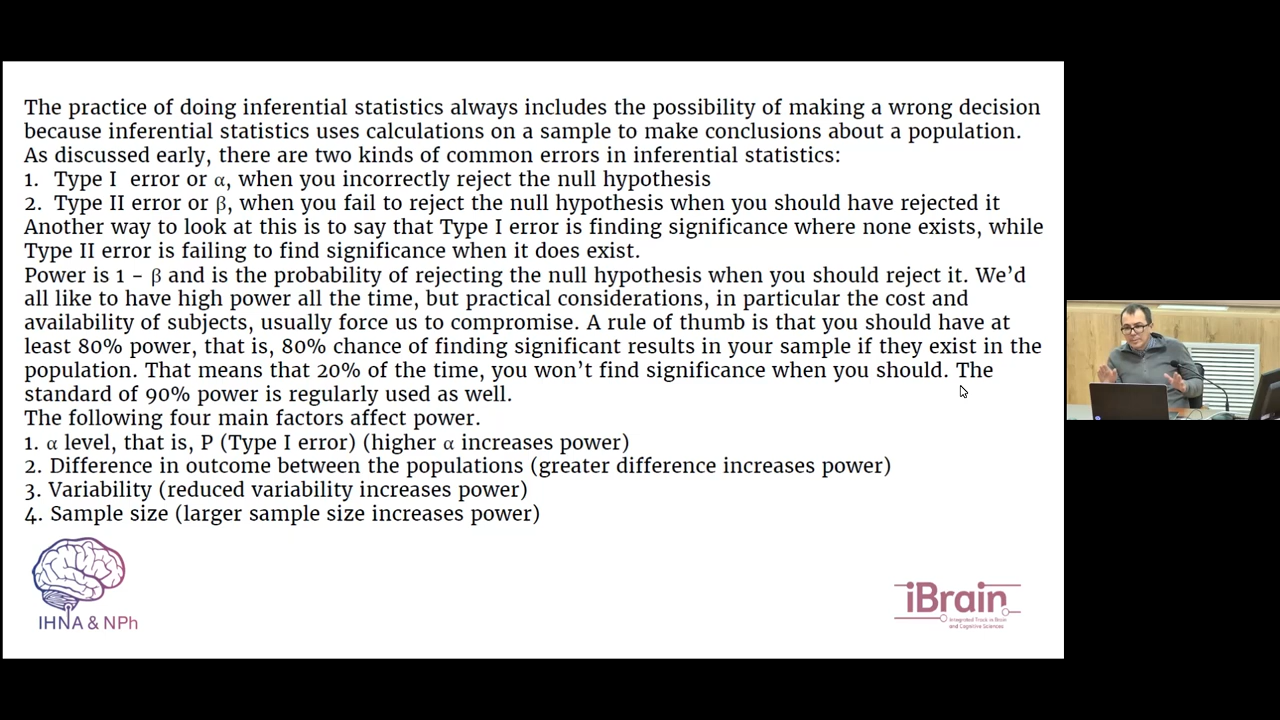 The practice of doing inferential statistics always includes the possibility of making a wrong decision
because inferential statistics uses calculations on a sample to make conclusions about a population.
As discussed early, there are two kinds of common errors in inferential statistics:
1. Type I error or α, when you incorrectly reject the null hypothesis
2. Type II error or β, when you fail to reject the null hypothesis when you should have rejected it
Another way to look at this is to say that Type I error is finding significance where none exists, while
Type II error is failing to find significance when it does exist.
Power is 1 – β and is the probability of rejecting the null hypothesis when you should reject it. We'd
all like to have high power all the time, but practical considerations, in particular the cost and
availability of subjects, usually force us to compromise. A rule of thumb is that you should have at
least 80% power, that is, 80% chance of finding significant results in your sample if they exist in the
population. That means that 20% of the time, you won't find significance when you should. The
standard of 90% power is regularly used as well.
The following four main factors affect power.
1. α level, that is, P (Type I error) (higher α increases power)
2. Difference in outcome between the populations (greater difference increases power)
3. Variability (reduced variability increases power)
4. Sample size (larger sample size increases power)
IHNA & NPh
iBrain
Integrated Track in Brain
and Cognitive Sciences